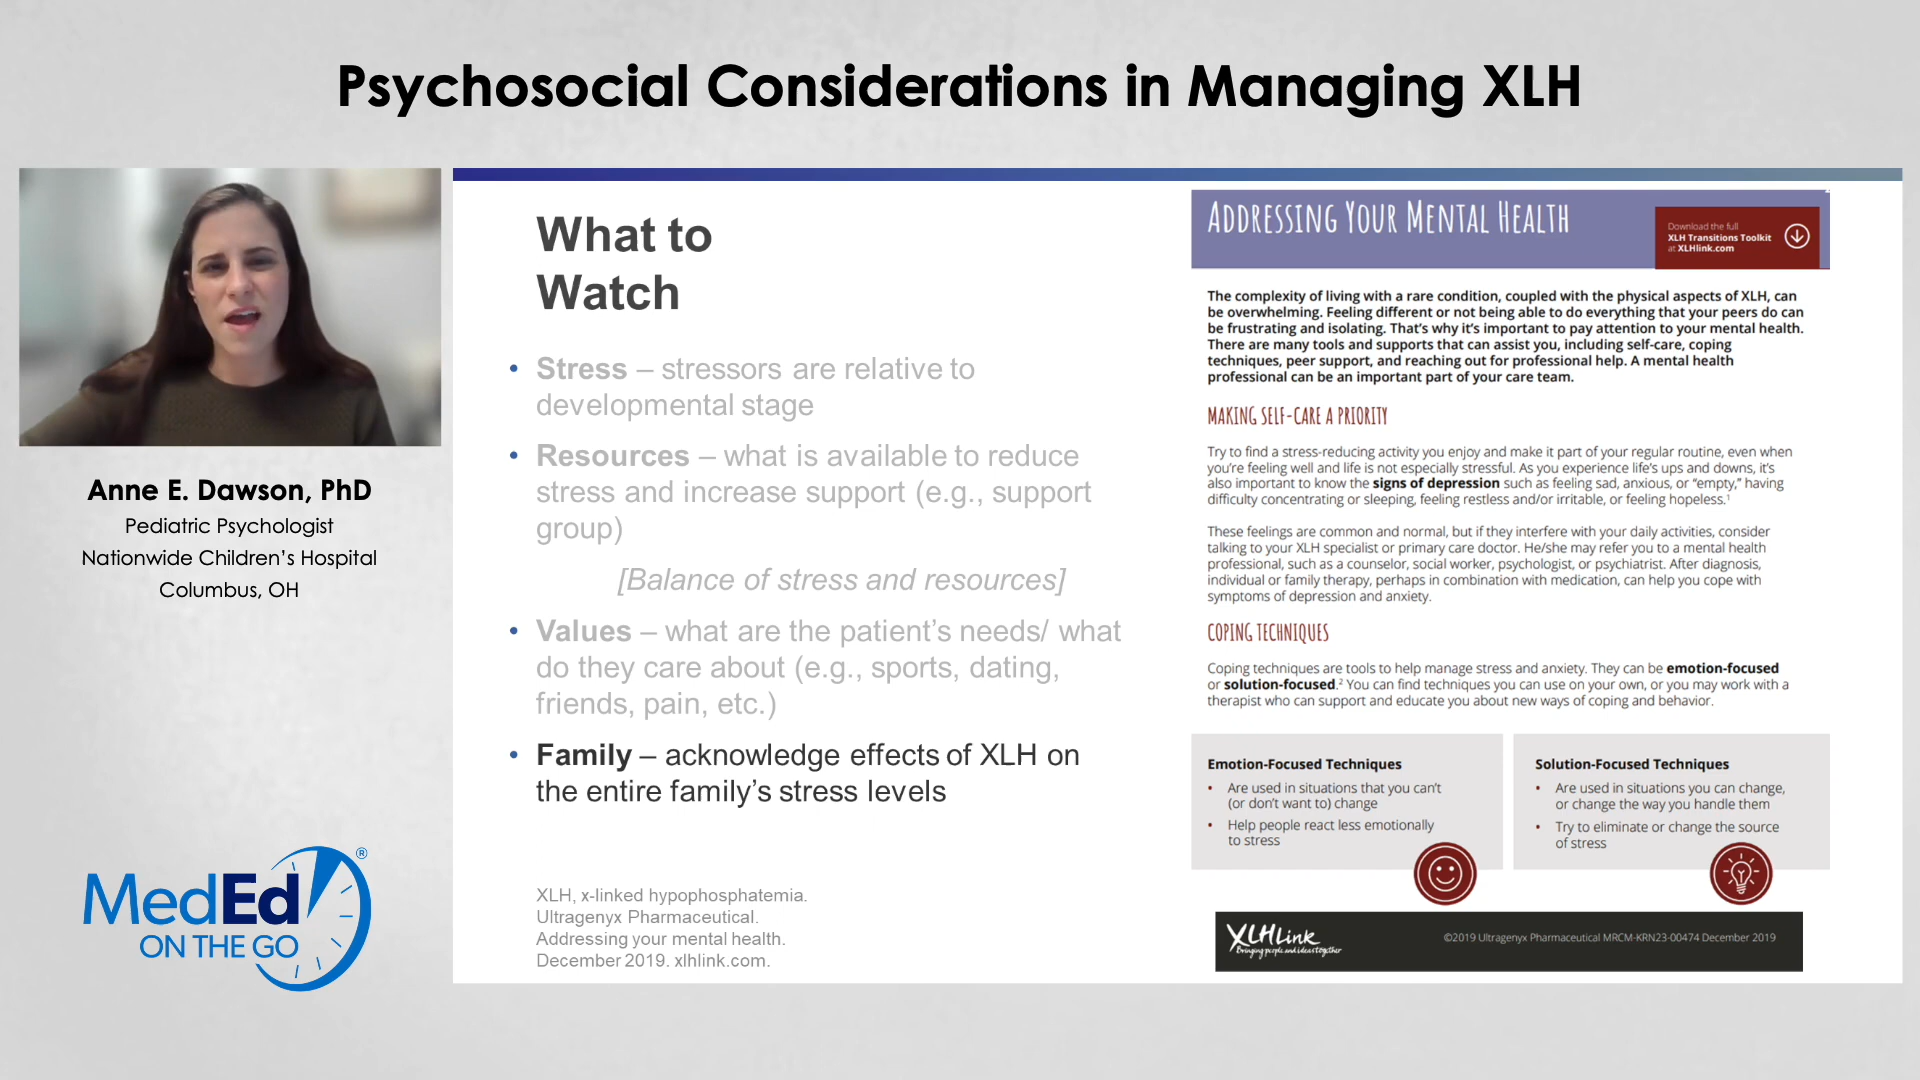 Psychosocial Considerations in Managing XLH
Anne E. Dawson, PhD
Pediatric Psychologist
Nationwide Children's Hospital
Columbus, OH
MedEd®
ON THE GO
What to
Watch
• Stress – stressors are relative to
developmental stage
• Resources – what is available to reduce
stress and increase support (e.g., support
group)
[Balance of stress and resources]
• Values – what are the patient's needs/ what
do they care about (e.g., sports, dating,
friends, pain, etc.)
• Family – acknowledge effects of XLH on
the entire family's stress levels
XLH, x-linked hypophosphatemia.
Ultragenyx Pharmaceutical.
Addressing your mental health.
December 2019. xlhlink.com.
ADDRESSING YOUR MENTAL HEALTH
Download the full
XLH Transitions Toolkit
at XLHlink.com
The complexity of living with a rare condition, coupled with the physical aspects of XLH, can
be overwhelming. Feeling different or not being able to do everything that your peers do can
be frustrating and isolating. That's why it's important to pay attention to your mental health.
There are many tools and supports that can assist you, including self-care, coping
techniques, peer support, and reaching out for professional help. A mental health
professional can be an important part of your care team.
MAKING SELF-CARE A PRIORITY
Try to find a stress-reducing activity you enjoy and make it part of your regular routine, even when
you're feeling well and life is not especially stressful. As you experience life's ups and downs, it's
also important to know the signs of depression such as feeling sad, anxious, or “empty,” having
difficulty concentrating or sleeping, feeling restless and/or irritable, or feeling hopeless.¹
These feelings are common and normal, but if they interfere with your daily activities, consider
talking to your XLH specialist or primary care doctor. He/she may refer you to a mental health
professional, such as a counselor, social worker, psychologist, or psychiatrist. After diagnosis,
individual or family therapy, perhaps in combination with medication, can help you cope with
symptoms of depression and anxiety.
COPING TECHNIQUES
Coping techniques are tools to help manage stress and anxiety. They can be emotion-focused
or solution-focused.² You can find techniques you can use on your own, or you may work with a
therapist who can support and educate you about new ways of coping and behavior.
Emotion-Focused Techniques
• Are used in situations that you can't
(or don't want to) change
• Help people react less emotionally
to stress
Solution-Focused Techniques
• Are used in situations you can change,
or change the way you handle them
• Try to eliminate or change the source
of stress
XLHLink
Bringing people and ideas together
©2019 Ultragenyx Pharmaceutical MRCM-KRN23-00474 December 2019